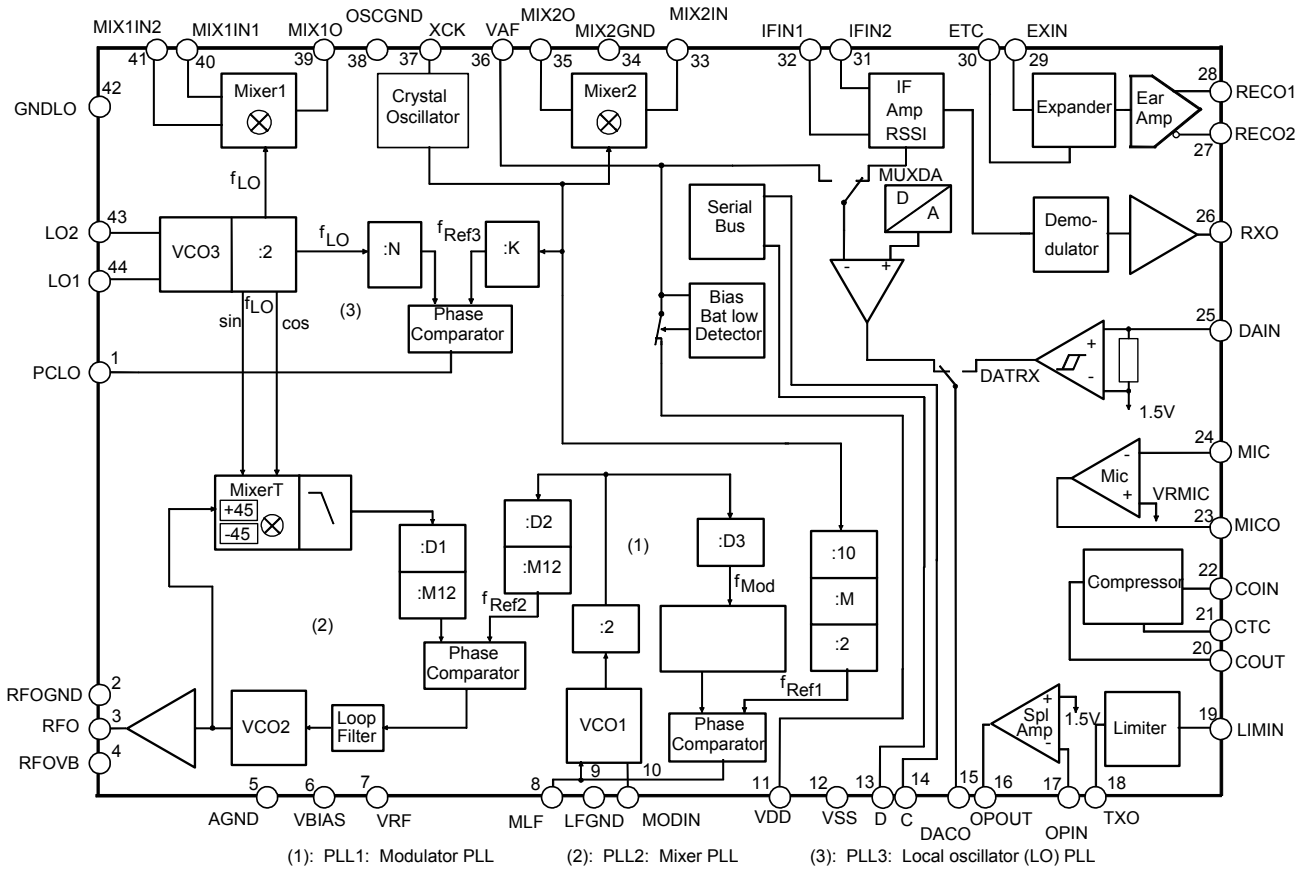 MIX1IN2
MIX1IN1
MIX1O
OSCGND
XCK
VAF
MIX2O
MIX2GND
MIX2IN
IFIN1
IFIN2
ETC
EXIN
41
40
39
38
37
36
35
34
33
32
31
30
29
42
GNDLO
Mixer1
Crystal
Oscillator
Mixer2
IF
Amp
RSSI
Expander
Ear
Amp
28
RECO1
RECO2
27
fLO
MUXDA
D
A
Serial
Bus
43
LO2
44
LO1
VCO3
:2
fLO
:N
fRef3
:K
Demo-
dulator
26
RXO
fLO
sin
cos
(3)
Phase
Comparator
Bias
Bat low
Detector
-
+
25
DAIN
+
-
DATRX
1.5V
1
PCLO
24
MIC
-
Mic
+
VRMIC
23
MICO
MixerT
+45
-45
:D1
:M12
:D2
:M12
(1)
:D3
fMod
:10
:M
:2
Compressor
22
COIN
21
CTC
20
COUT
(2)
fRef2
:2
Phase
Comparator
fRef1
2
RFOGND
3
RFO
4
RFOVB
VCO2
Loop
Filter
VCO1
Phase
Comparator
+
Spl
Amp
-
1.5V
Limiter
19
LIMIN
5
6
7
8
9
10
11
12
13
14
15
16
17
18
AGND
VBIAS
VRF
MLF
LFGND
MODIN
VDD
VSS
D
C
DACO
OPOUT
OPIN
TXO
(1): PLL1: Modulator PLL
(2): PLL2: Mixer PLL
(3): PLL3: Local oscillator (LO) PLL